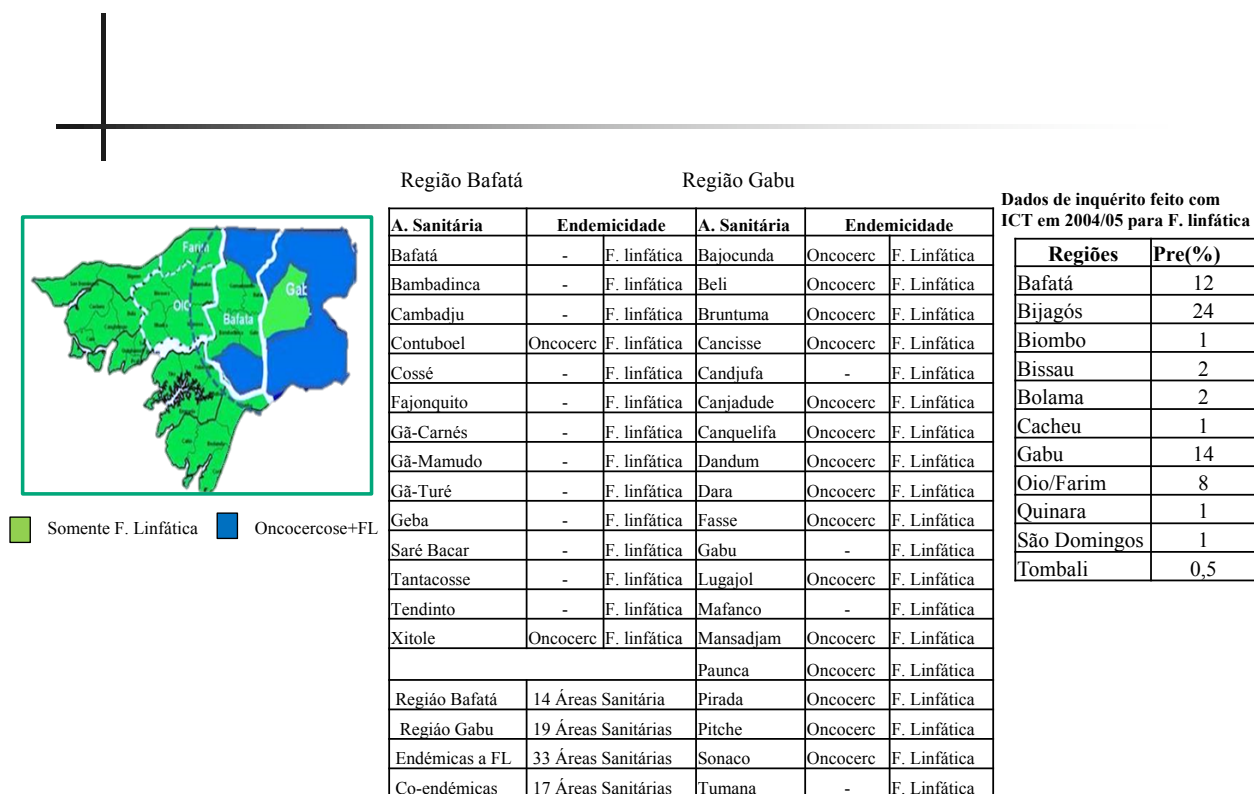 Região Bafatá Região Gabu
Dados de inquérito feito com
ICT em 2004/05 para F. linfática
Farim
OIO
Bafata
Somente F. Linfática Oncocercose+FL
A. Sanitária Endemicidade A. Sanitária Endemicidade
Bafatá - F. linfática Bajocunda Oncocerc F. Linfática
Bambadinca - F. linfática Beli Oncocerc F. Linfática
Cambadju - F. linfática Bruntuma Oncocerc F. Linfática
Contuboel Oncocerc F. linfática Cancisse Oncocerc F. Linfática
Cossé - F. linfática Candjufa - F. Linfática
Fajonquito - F. linfática Canjadude Oncocerc F. Linfática
Gã-Carnés - F. linfática Canquelifa Oncocerc F. Linfática
Gã-Mamudo - F. linfática Dandum Oncocerc F. Linfática
Gã-Turé - F. linfática Dara Oncocerc F. Linfática
Geba - F. linfática Fasse Oncocerc F. Linfática
Saré Bacar - F. linfática Gabu - F. Linfática
Tantacosse - F. linfática Lugajol Oncocerc F. Linfática
Tendinto - F. linfática Mafanco - F. Linfática
Xitole Oncocerc F. linfática Mansadjam Oncocerc F. Linfática
Paunca Oncocerc F. Linfática
Regiáo Bafatá 14 Áreas Sanitária Pirada Oncocerc F. Linfática
Regiáo Gabu 19 Áreas Sanitárias Pitche Oncocerc F. Linfática
Endémicas a FL 33 Áreas Sanitárias Sonaco Oncocerc F. Linfática
Co-endémicas 17 Áreas Sanitárias Tumana - F. Linfática
Regiões Pre(%)
Bafatá 12
Bijagós 24
Biombo 1
Bissau 2
Bolama 2
Cacheu 1
Gabu 14
Oio/Farim 8
Quinara 1
São Domingos 1
Tombali 0,5